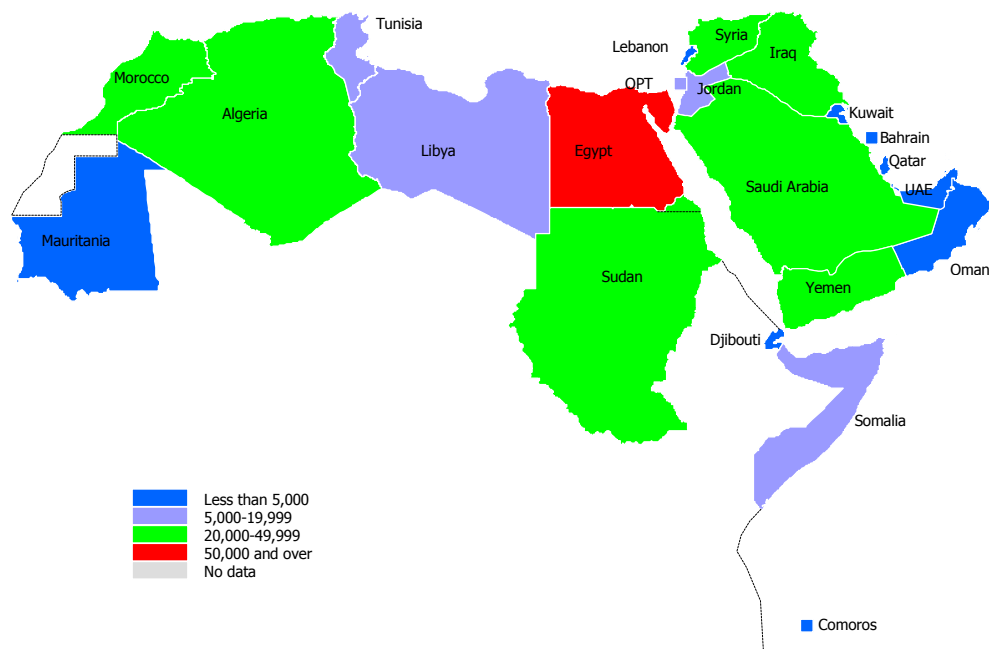 Tunisia
Syria
Lebanon
Iraq
Morocco
OPT
Jordan
Algeria
Kuwait
Bahrain
Libya
Egypt
Qatar
Saudi Arabia
UAE
Mauritania
Oman
Sudan
Yemen
Djibouti
Somalia
Less than 5,000
5,000-19,999
20,000-49,999
50,000 and over
No data
Comoros